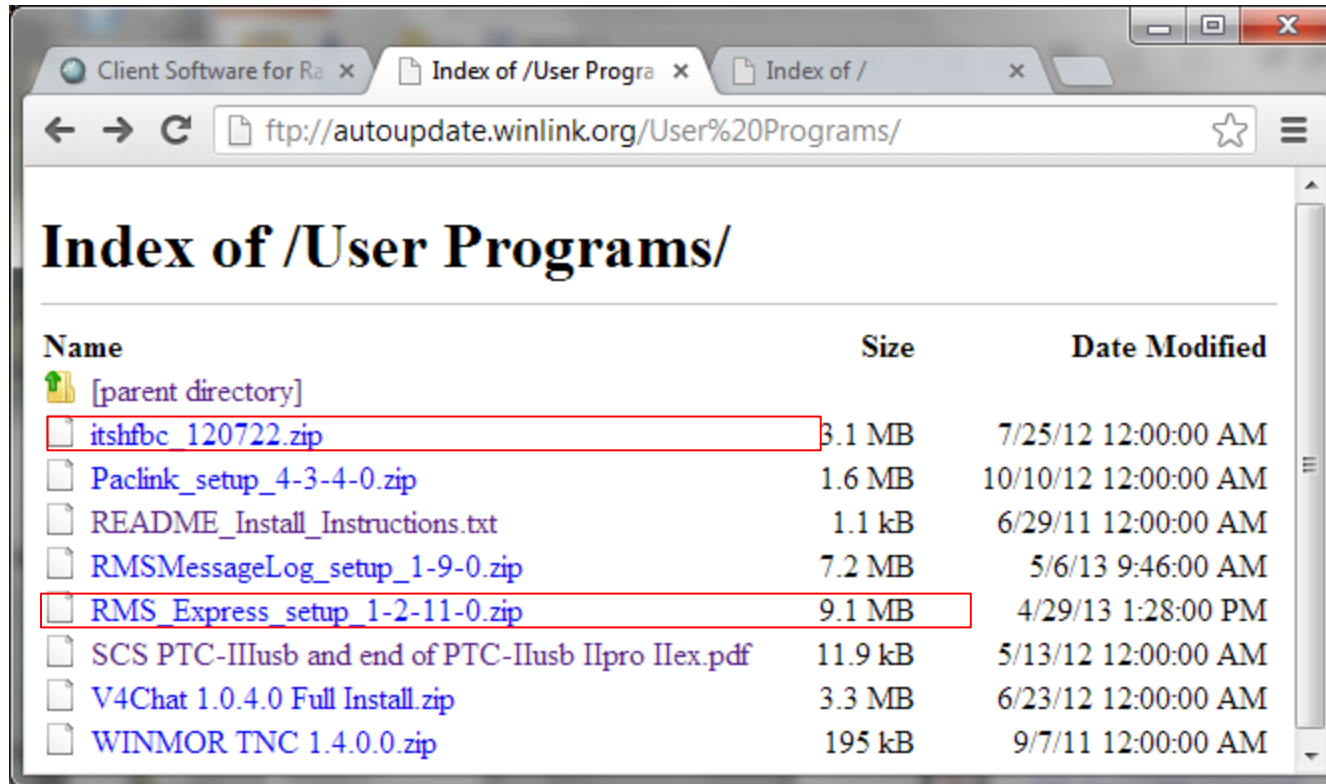 Client Software for Ra
Index of /User Progra
Index of /
ftp://autoupdate.winlink.org/User%20Programs/
Index of /User Programs/
Name Size Date Modified
[parent directory]
itshfbc_120722.zip 3.1 MB 7/25/12 12:00:00 AM
Paclink_setup_4-3-4-0.zip 1.6 MB 10/10/12 12:00:00 AM
README_Install_Instructions.txt 1.1 kB 6/29/11 12:00:00 AM
RMSMessageLog_setup_1-9-0.zip 7.2 MB 5/6/13 9:46:00 AM
RMS_Express_setup_1-2-11-0.zip 9.1 MB 4/29/13 1:28:00 PM
SCS PTC-IIIusb and end of PTC-IIusb IIpro IIex.pdf 11.9 kB 5/13/12 12:00:00 AM
V4Chat 1.0.4.0 Full Install.zip 3.3 MB 6/23/12 12:00:00 AM
WINMOR TNC 1.4.0.0.zip 195 kB 9/7/11 12:00:00 AM